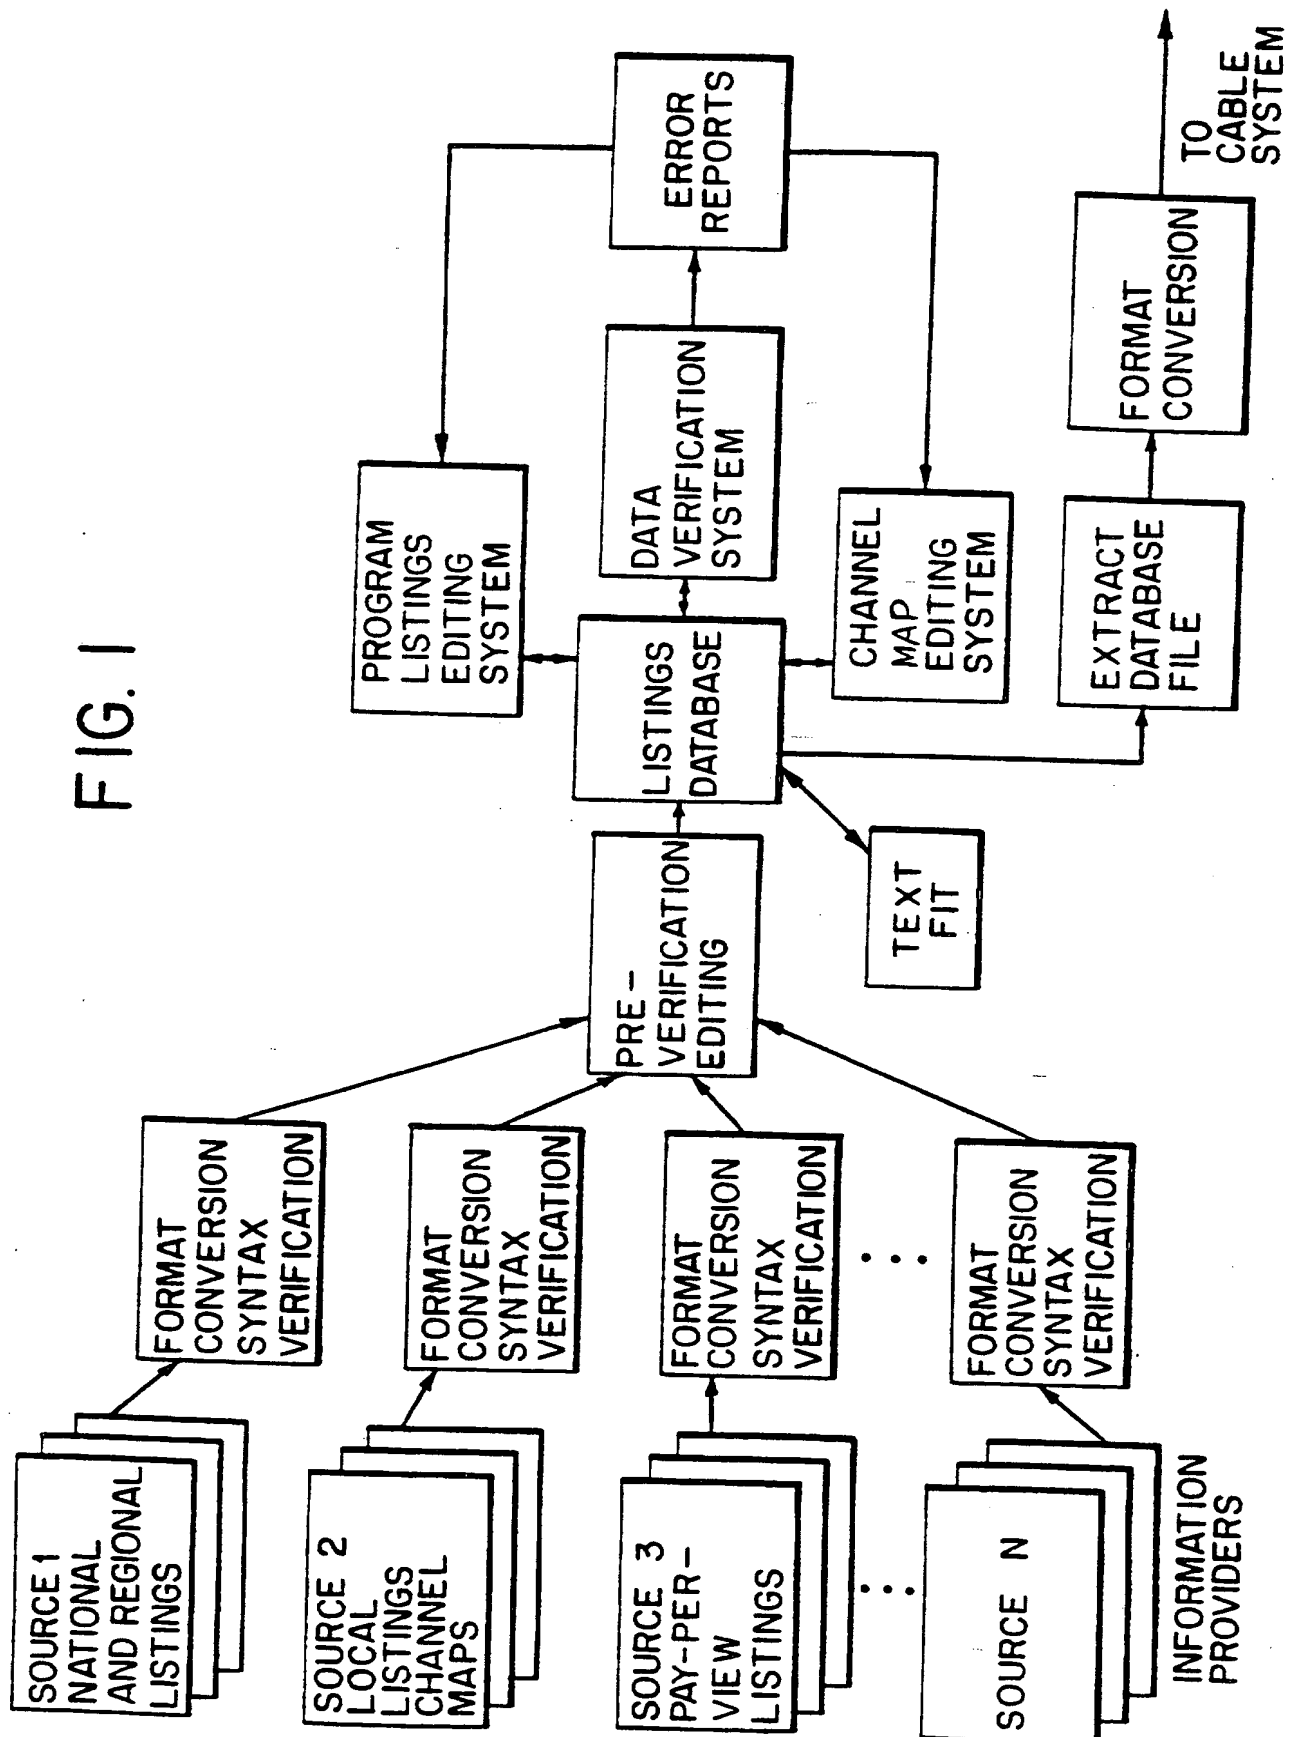 FIG. 1
SOURCE 1
NATIONAL
AND REGIONAL
LISTINGS
SOURCE 2
LOCAL
LISTINGS
CHANNEL
MAPS
SOURCE 3
PAY-PER-
VIEW
LISTINGS
SOURCE N
INFORMATION
PROVIDERS
FORMAT
CONVERSION
SYNTAX
VERIFICATION
FORMAT
CONVERSION
SYNTAX
VERIFICATION
FORMAT
CONVERSION
SYNTAX
VERIFICATION
FORMAT
CONVERSION
SYNTAX
VERIFICATION
PRE-
VERIFICATION
EDITING
TEXT
FIT
LISTINGS
DATABASE
PROGRAM
LISTINGS
EDITING
SYSTEM
DATA
VERIFICATION
SYSTEM
CHANNEL
MAP
EDITING
SYSTEM
ERROR
REPORTS
EXTRACT
DATABASE
FILE
FORMAT
CONVERSION
TO
CABLE
SYSTEM